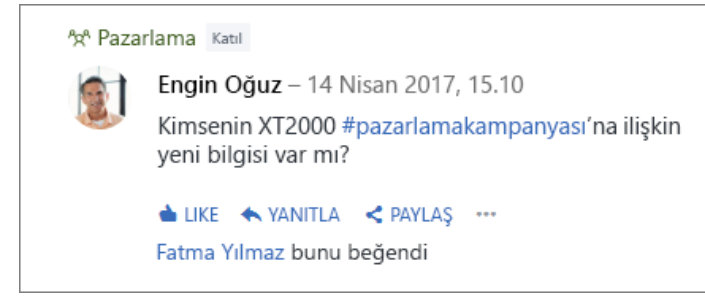 Pazarlama Katıl
Engin Oğuz – 14 Nisan 2017, 15.10
Kimsenin XT2000 #pazarlamakampanyası’na ilişkin
yeni bilgisi var mı?
LIKE YANITLA PAYLAŞ ···
Fatma Yılmaz bunu beğendi